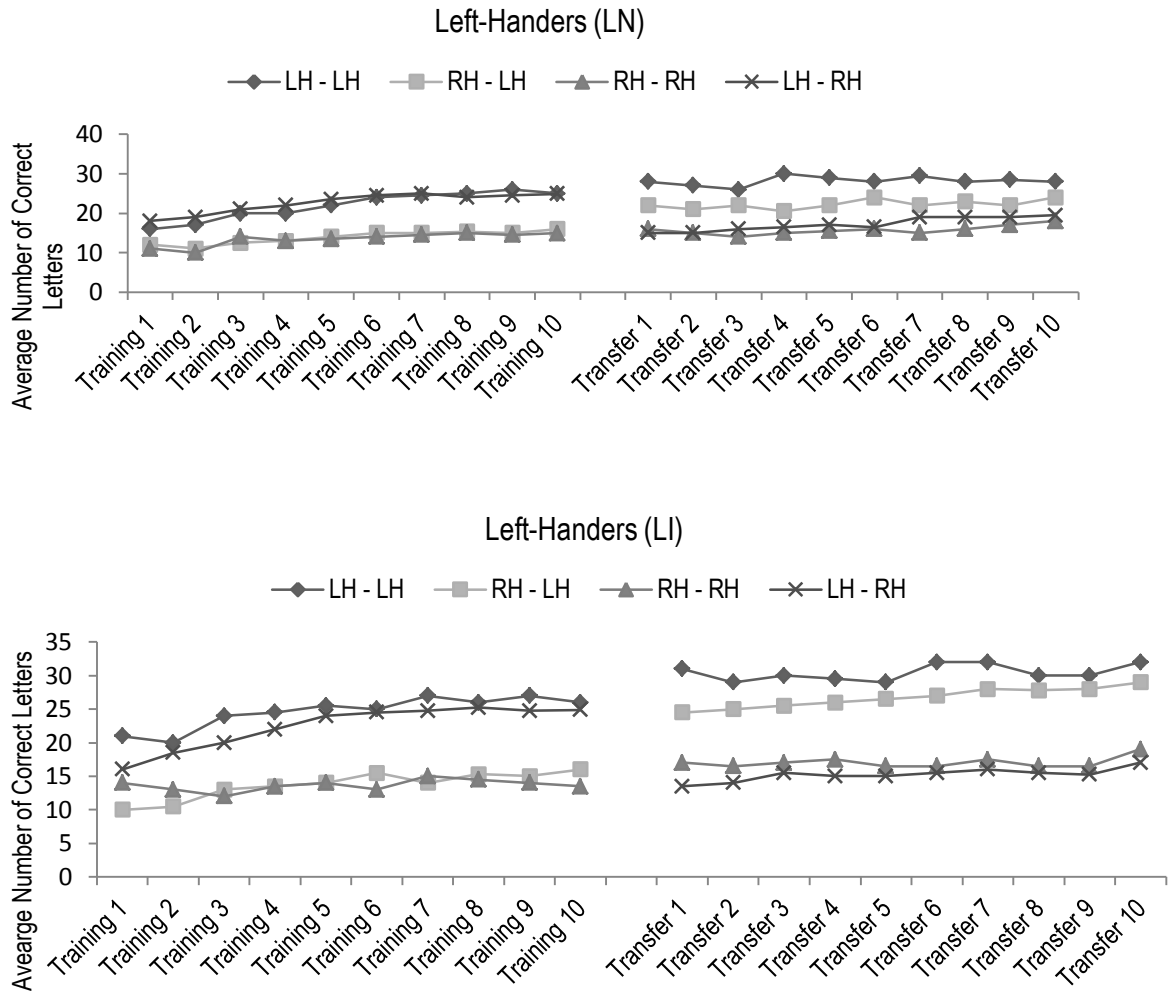 Left-Handers (LN)
LH - LH RH - LH RH - RH LH - RH
Average Number of Correct
Letters
40
30
20
10
0
Training 1
Training 2
Training 3
Training 4
Training 5
Training 6
Training 7
Training 8
Training 9
Training 10
Transfer 1
Transfer 2
Transfer 3
Transfer 4
Transfer 5
Transfer 6
Transfer 7
Transfer 8
Transfer 9
Transfer 10
Left-Handers (LI)
LH - LH RH - LH RH - RH LH - RH
Avearge Number of Correct Letters
35
30
25
20
15
10
5
0
Training 1
Training 2
Training 3
Training 4
Training 5
Training 6
Training 7
Training 8
Training 9
Training 10
Transfer 1
Transfer 2
Transfer 3
Transfer 4
Transfer 5
Transfer 6
Transfer 7
Transfer 8
Transfer 9
Transfer 10